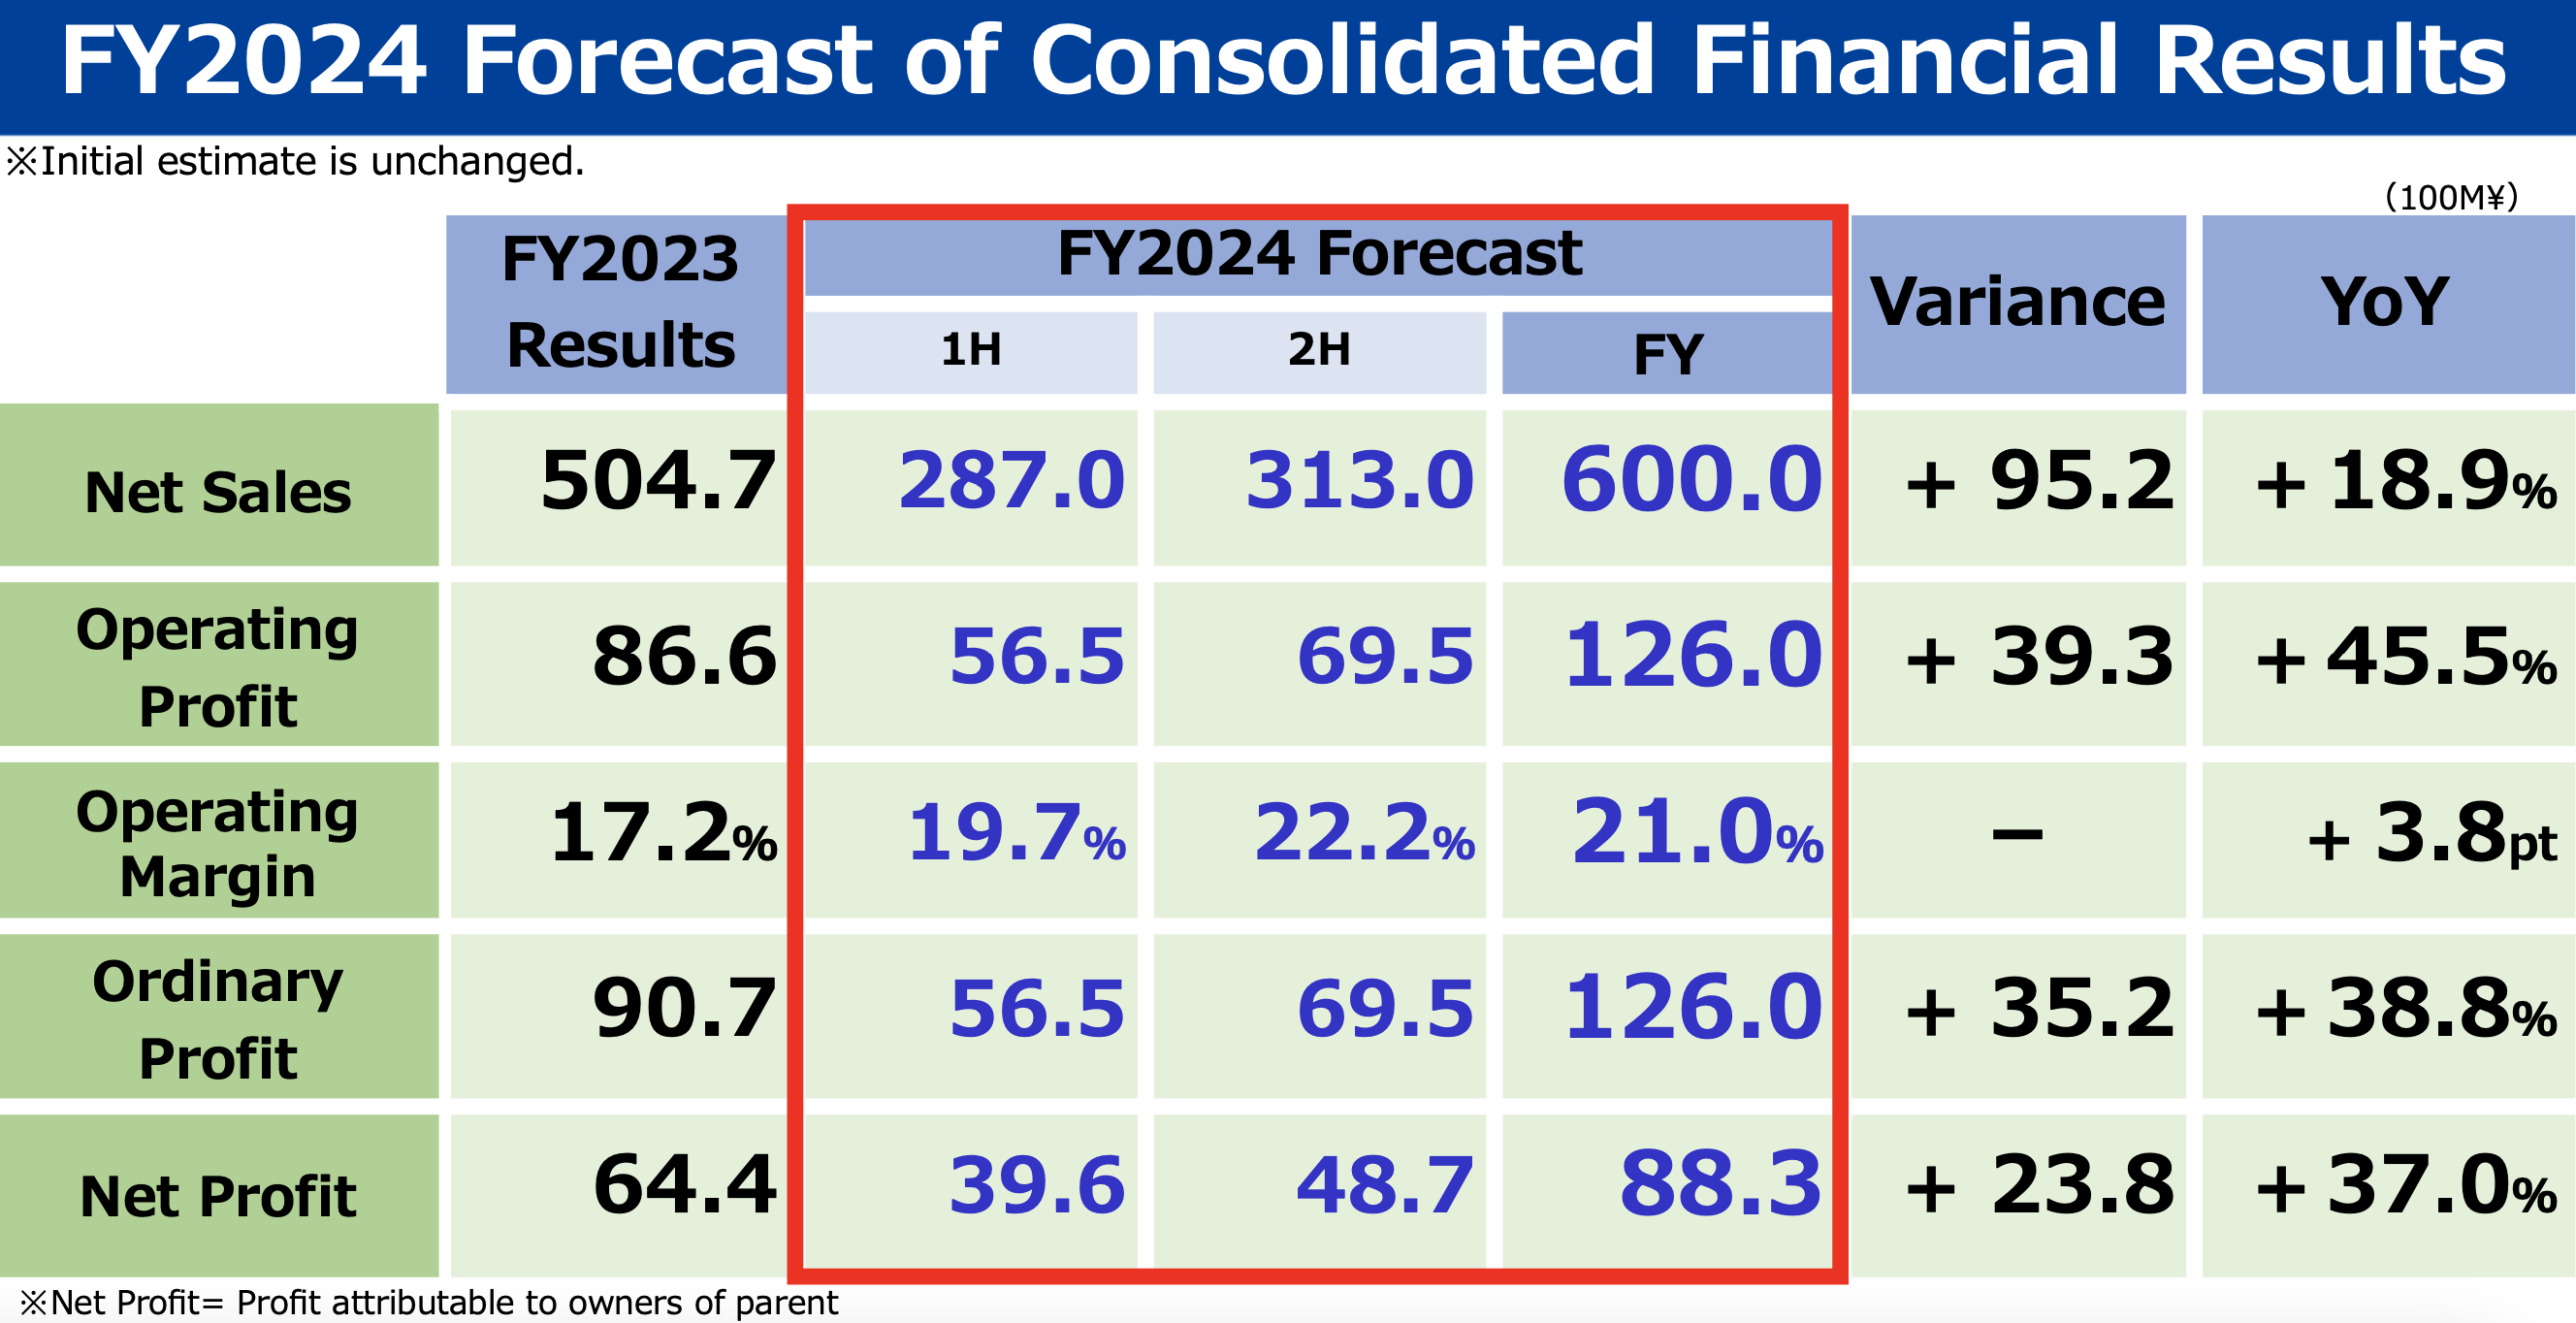 FY2024 Forecast of Consolidated Financial Results
※Initial estimate is unchanged.
(100M¥)
FY2023 Results FY2024 Forecast Variance YoY
1H 2H FY
Net Sales 504.7 287.0 313.0 600.0 + 95.2 + 18.9%
Operating Profit 86.6 56.5 69.5 126.0 + 39.3 + 45.5%
Operating Margin 17.2% 19.7% 22.2% 21.0% − + 3.8pt
Ordinary Profit 90.7 56.5 69.5 126.0 + 35.2 + 38.8%
Net Profit 64.4 39.6 48.7 88.3 + 23.8 + 37.0%
※Net Profit= Profit attributable to owners of parent